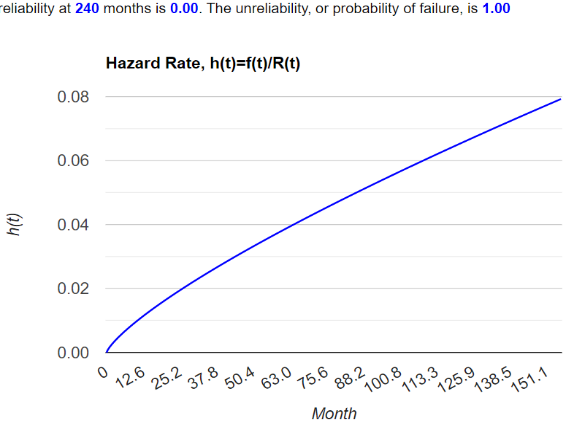 reliability at 240 months is 0.00. The unreliability, or probability of failure, is 1.00
Hazard Rate, h(t)=f(t)/R(t)
0.08
0.06
0.04
0.02
0.00
h(t)
0 12.6 25.2 37.8 50.4 63.0 75.6 88.2 100.8 113.3 125.9 138.5 151.1
Month